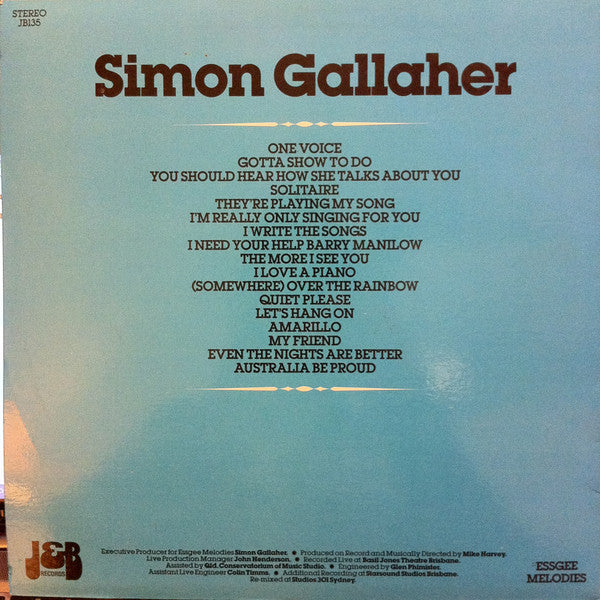 STEREO
JB135
Simon Gallaher
ONE VOICE
GOTTA SHOW TO DO
YOU SHOULD HEAR HOW SHE TALKS ABOUT YOU
SOLITAIRE
THEY'RE PLAYING MY SONG
I'M REALLY ONLY SINGING FOR YOU
I WRITE THE SONGS
I NEED YOUR HELP BARRY MANILOW
THE MORE I SEE YOU
I LOVE A PIANO
(SOMEWHERE) OVER THE RAINBOW
QUIET PLEASE
LET'S HANG ON
AMARILLO
MY FRIEND
EVEN THE NIGHTS ARE BETTER
AUSTRALIA BE PROUD
Executive Producer for Essgee Melodies Simon Gallaher. • Produced on Record and Musically Directed by Mike Harvey.
Live Production Manager John Henderson. • Recorded Live at Basil Jones Theatre Brisbane.
Assisted by Qld. Conservatorium of Music Studio. • Engineered by Glen Phimister.
Assistant Live Engineer Colin Timms. • Additional Recording at Starsound Studios Brisbane.
Re-mixed at Studios 301 Sydney.
J&B
RECORDS
ESSGEE
MELODIES